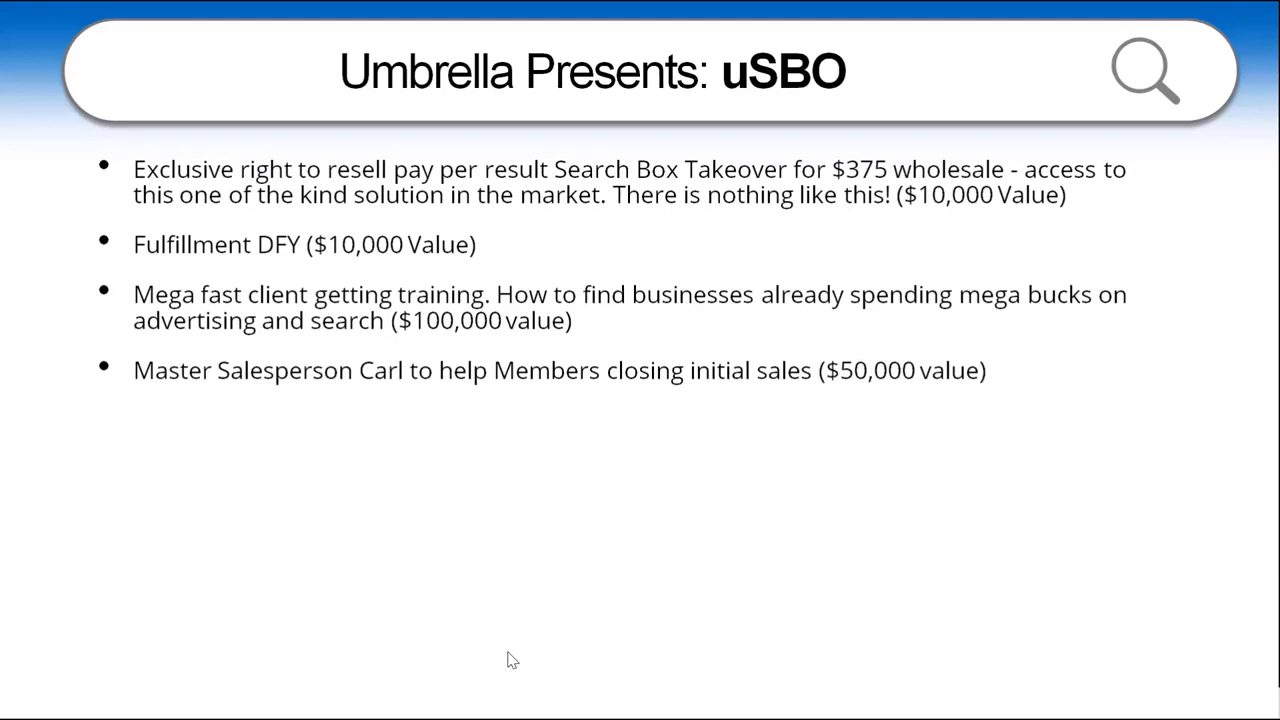 Umbrella Presents: uSBO
• Exclusive right to resell pay per result Search Box Takeover for $375 wholesale - access to
this one of the kind solution in the market. There is nothing like this! ($10,000 Value)
• Fulfillment DFY ($10,000 Value)
• Mega fast client getting training. How to find businesses already spending mega bucks on
advertising and search ($100,000 value)
• Master Salesperson Carl to help Members closing initial sales ($50,000 value)